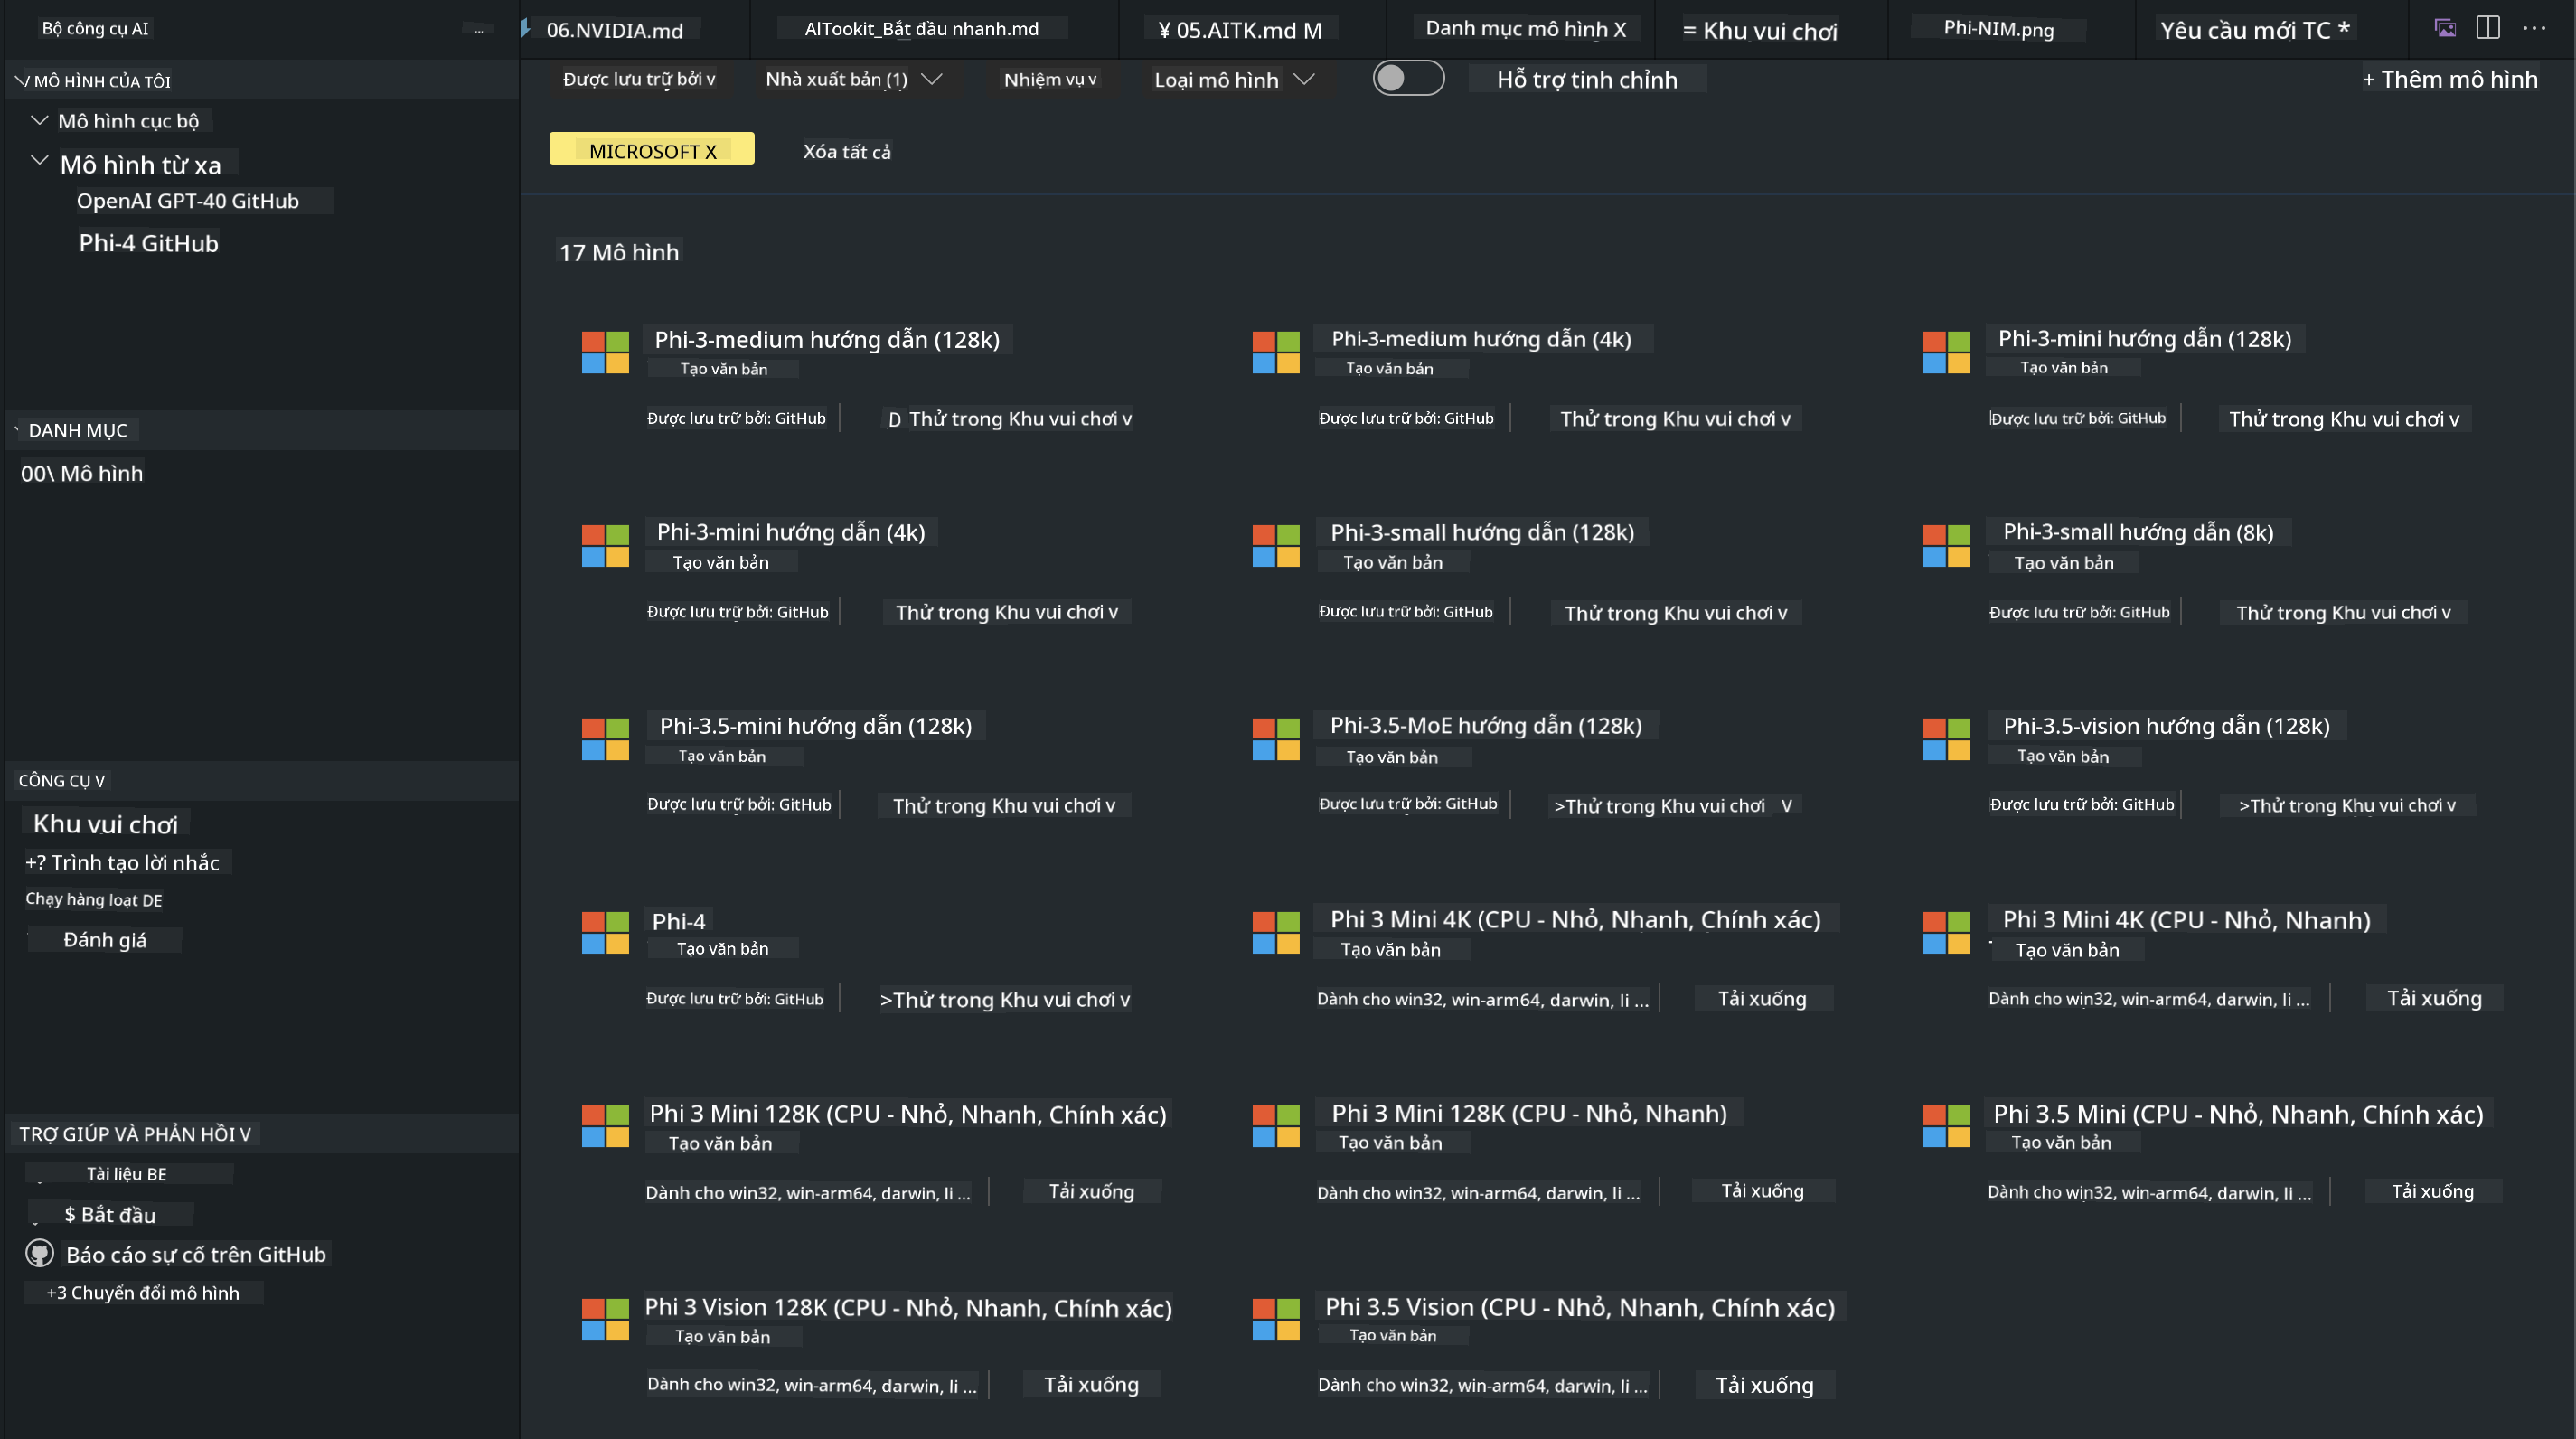 Bộ công cụ AI
...
06.NVIDIA.md
AlTookit_Bắt đầu nhanh.md
¥ 05.AITK.md M
Danh mục mô hình X
= Khu vui chơi
Phi-NIM.png
Yêu cầu mới TC *
MÔ HÌNH CỦA TÔI
Mô hình cục bộ
Mô hình từ xa
OpenAI GPT-40 GitHub
Phi-4 GitHub
DANH MỤC
00\ Mô hình
CÔNG CỤ V
Khu vui chơi
+? Trình tạo lời nhắc
Chạy hàng loạt DE
Đánh giá
TRỢ GIÚP VÀ PHẢN HỒI V
Tài liệu BE
$ Bắt đầu
Báo cáo sự cố trên GitHub
+3 Chuyển đổi mô hình
Được lưu trữ bởi v
Nhà xuất bản (1)
Nhiệm vụ v
Loại mô hình
Hỗ trợ tinh chỉnh
+ Thêm mô hình
MICROSOFT X
Xóa tất cả
17 Mô hình
Phi-3-medium hướng dẫn (128k)
Tạo văn bản
Được lưu trữ bởi: GitHub
D Thử trong Khu vui chơi v
Phi-3-medium hướng dẫn (4k)
Tạo văn bản
Được lưu trữ bởi: GitHub
Thử trong Khu vui chơi v
Phi-3-mini hướng dẫn (128k)
Tạo văn bản
Được lưu trữ bởi: GitHub
Thử trong Khu vui chơi v
Phi-3-mini hướng dẫn (4k)
Tạo văn bản
Được lưu trữ bởi: GitHub
Thử trong Khu vui chơi v
Phi-3-small hướng dẫn (128k)
Tạo văn bản
Được lưu trữ bởi: GitHub
Thử trong Khu vui chơi v
Phi-3-small hướng dẫn (8k)
Tạo văn bản
Được lưu trữ bởi: GitHub
Thử trong Khu vui chơi v
Phi-3.5-mini hướng dẫn (128k)
Tạo văn bản
Được lưu trữ bởi: GitHub
Thử trong Khu vui chơi v
Phi-3.5-MoE hướng dẫn (128k)
Tạo văn bản
Được lưu trữ bởi: GitHub
>Thử trong Khu vui chơi V
Phi-3.5-vision hướng dẫn (128k)
Tạo văn bản
Được lưu trữ bởi: GitHub
>Thử trong Khu vui chơi v
Phi-4
Tạo văn bản
Được lưu trữ bởi: GitHub
>Thử trong Khu vui chơi v
Phi 3 Mini 4K (CPU - Nhỏ, Nhanh, Chính xác)
Tạo văn bản
Dành cho win32, win-arm64, darwin, li ...
Tải xuống
Phi 3 Mini 4K (CPU - Nhỏ, Nhanh)
Tạo văn bản
Dành cho win32, win-arm64, darwin, li ...
Tải xuống
Phi 3 Mini 128K (CPU - Nhỏ, Nhanh, Chính xác)
Tạo văn bản
Dành cho win32, win-arm64, darwin, li ...
Tải xuống
Phi 3 Mini 128K (CPU - Nhỏ, Nhanh)
Tạo văn bản
Dành cho win32, win-arm64, darwin, li ...
Tải xuống
Phi 3.5 Mini (CPU - Nhỏ, Nhanh, Chính xác)
Tạo văn bản
Dành cho win32, win-arm64, darwin, li ...
Tải xuống
Phi 3 Vision 128K (CPU - Nhỏ, Nhanh, Chính xác)
Tạo văn bản
Dành cho win32, win-arm64, darwin, li ...
Tải xuống
Phi 3.5 Vision (CPU - Nhỏ, Nhanh, Chính xác)
Tạo văn bản
Dành cho win32, win-arm64, darwin, li ...
Tải xuống